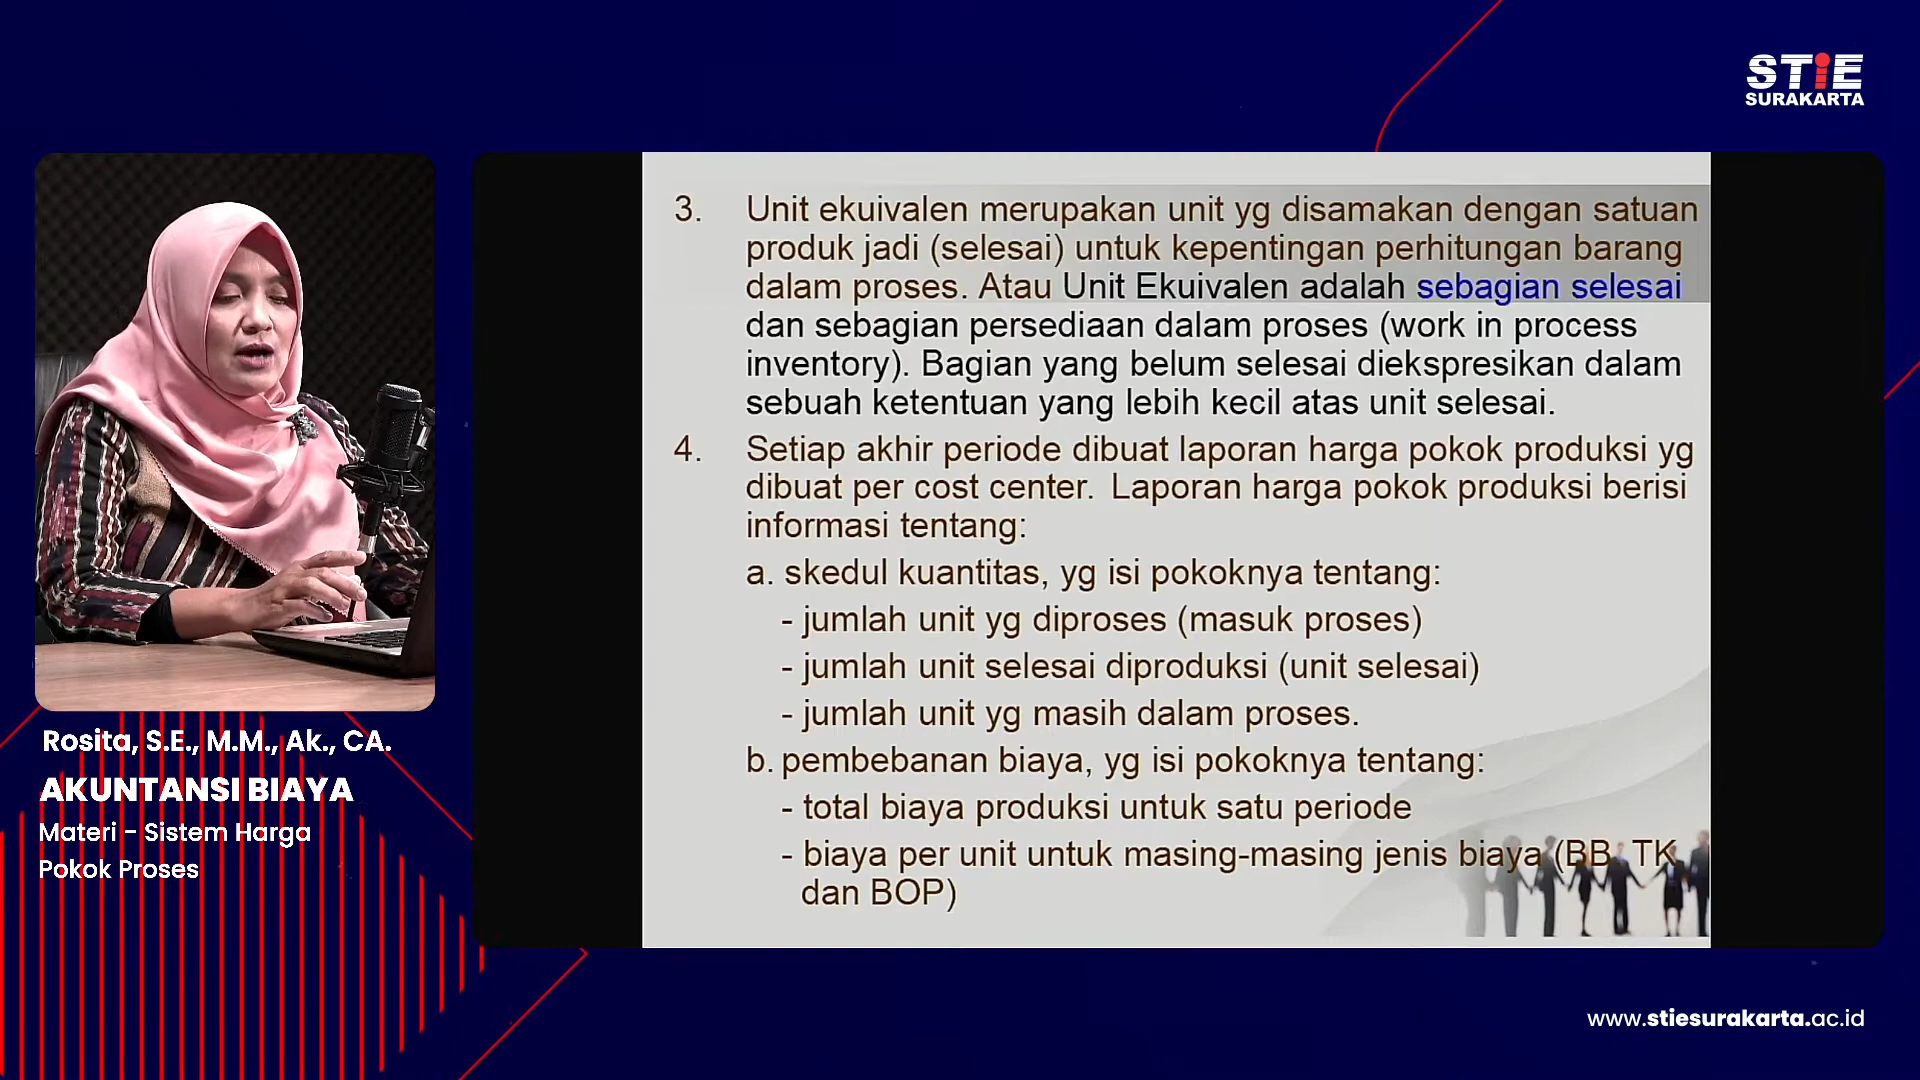 STiE
SURAKARTA
3. Unit ekuivalen merupakan unit yg disamakan dengan satuan
produk jadi (selesai) untuk kepentingan perhitungan barang
dalam proses. Atau Unit Ekuivalen adalah sebagian selesai
dan sebagian persediaan dalam proses (work in process
inventory). Bagian yang belum selesai diekspresikan dalam
sebuah ketentuan yang lebih kecil atas unit selesai.
4. Setiap akhir periode dibuat laporan harga pokok produksi yg
dibuat per cost center. Laporan harga pokok produksi berisi
informasi tentang:
a. skedul kuantitas, yg isi pokoknya tentang:
- jumlah unit yg diproses (masuk proses)
- jumlah unit selesai diproduksi (unit selesai)
- jumlah unit yg masih dalam proses.
b. pembebanan biaya, yg isi pokoknya tentang:
- total biaya produksi untuk satu periode
- biaya per unit untuk masing-masing jenis biaya (BB, TK
dan BOP)
Rosita, S.E., M.M., Ak., CA.
AKUNTANSI BIAYA
Materi - Sistem Harga
Pokok Proses
www.stiesurakarta.ac.id